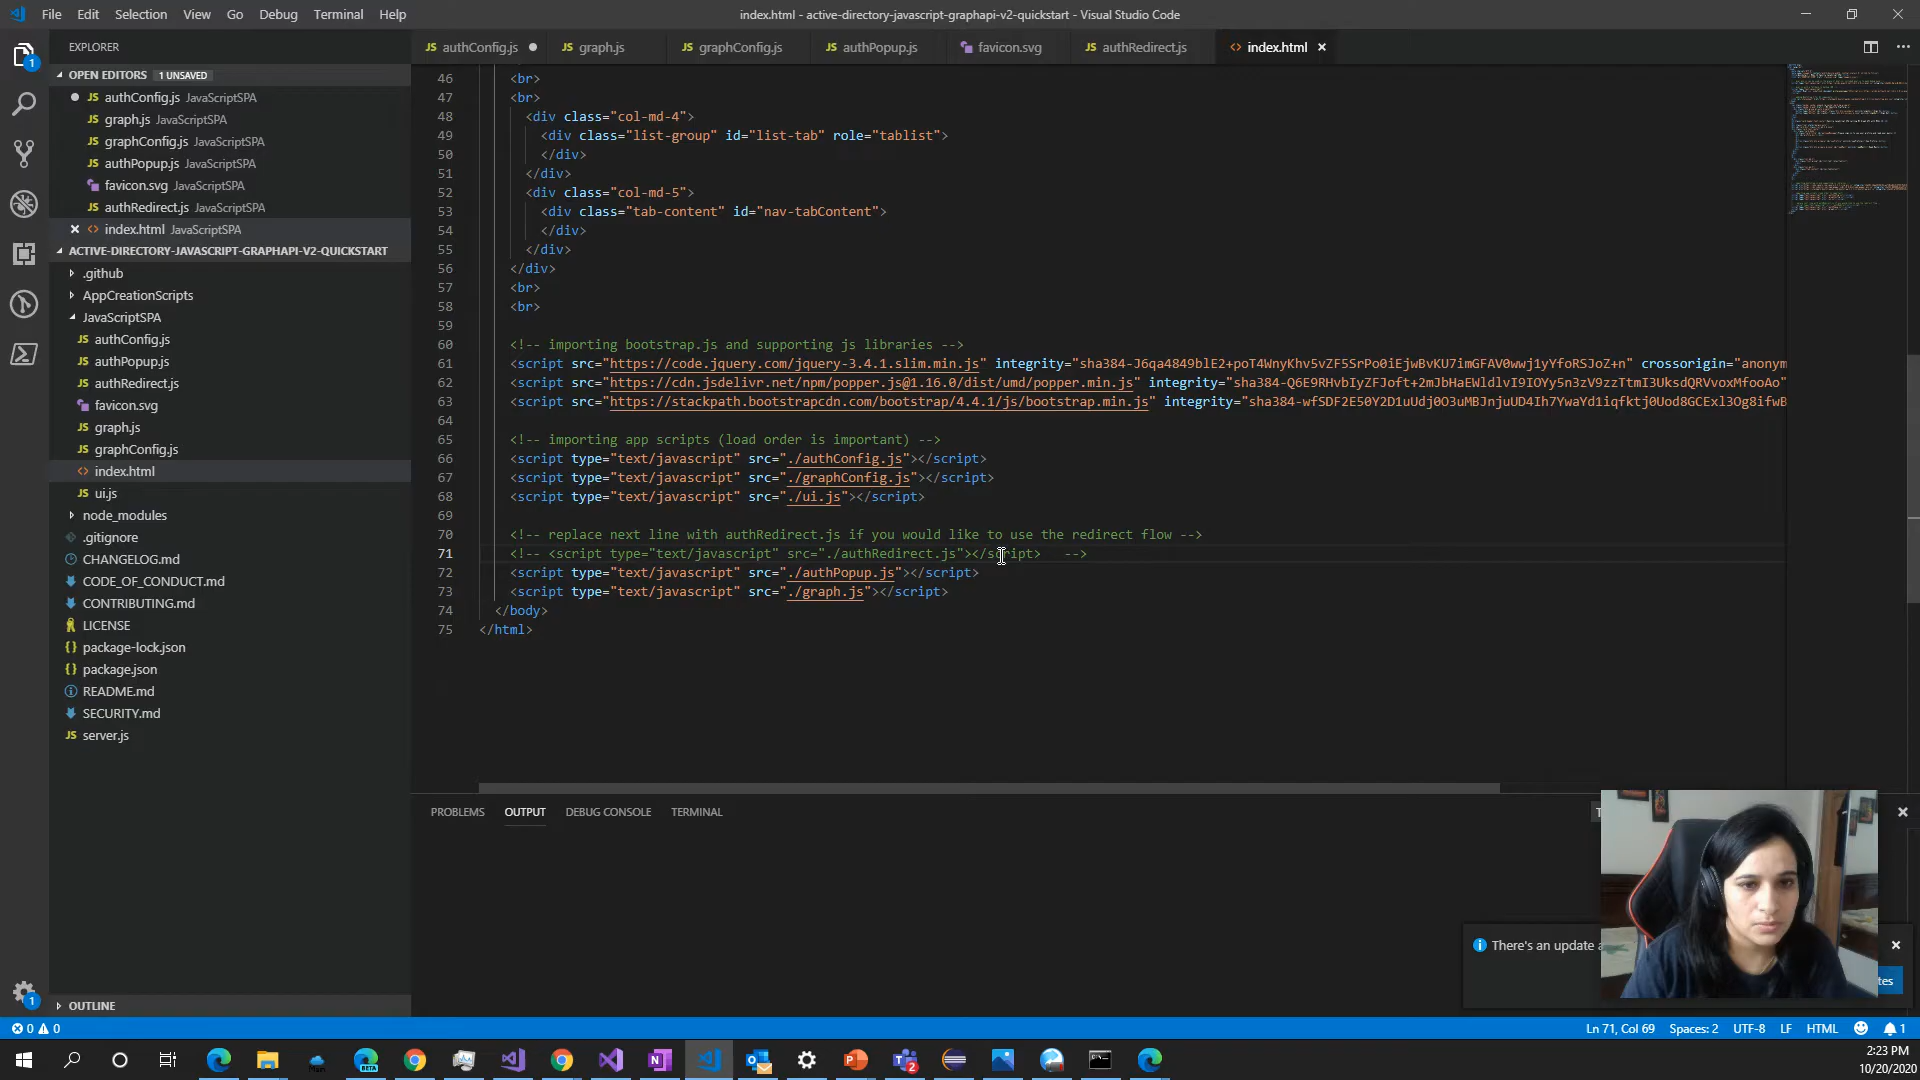 File Edit Selection View Go Debug Terminal Help
index.html - active-directory-javascript-graphapi-v2-quickstart - Visual Studio Code
EXPLORER
OPEN EDITORS 1 UNSAVED
authConfig.js JavaScriptSPA
graph.js JavaScriptSPA
graphConfig.js JavaScriptSPA
authPopup.js JavaScriptSPA
favicon.svg JavaScriptSPA
authRedirect.js JavaScriptSPA
index.html JavaScriptSPA
ACTIVE-DIRECTORY-JAVASCRIPT-GRAPHAPI-V2-QUICKSTART
.github
AppCreationScripts
JavaScriptSPA
JS authConfig.js
JS authPopup.js
JS authRedirect.js
favicon.svg
JS graph.js
JS graphConfig.js
<> index.html
JS ui.js
node_modules
.gitignore
CHANGELOG.md
CODE_OF_CONDUCT.md
CONTRIBUTING.md
LICENSE
package-lock.json
package.json
README.md
SECURITY.md
JS server.js
OUTLINE
JS authConfig.js JS graph.js JS graphConfig.js JS authPopup.js favicon.svg JS authRedirect.js <> index.html
46 <br>
47 <br>
48 <div class="col-md-4">
49 <div class="list-group" id="list-tab" role="tablist">
50 </div>
51 </div>
52 <div class="col-md-5">
53 <div class="tab-content" id="nav-tabContent">
54 </div>
55 </div>
56 </div>
57 <br>
58 <br>
59
60 <!-- importing bootstrap.js and supporting js libraries -->
61 <script src="https://code.jquery.com/jquery-3.4.1.slim.min.js" integrity="sha384-J6qa4849blE2+poT4WnyKhv5vZF5SrPo0iEjwBvKU7imGFAV0wwj1yYfoRSJoZ+n" crossorigin="anonym
62 <script src="https://cdn.jsdelivr.net/npm/popper.js@1.16.0/dist/umd/popper.min.js" integrity="sha384-Q6E9RHvbIyZFJoft+2mJbHaEWldlvI9IOYy5n3zV9zzTtmI3UksdQRVvoxMfooAo"
63 <script src="https://stackpath.bootstrapcdn.com/bootstrap/4.4.1/js/bootstrap.min.js" integrity="sha384-wfSDF2E50Y2D1uUdj0O3uMBJnjuUD4Ih7YwaYd1iqfktj0Uod8GCExl3Og8ifwB
64
65 <!-- importing app scripts (load order is important) -->
66 <script type="text/javascript" src="./authConfig.js"></script>
67 <script type="text/javascript" src="./graphConfig.js"></script>
68 <script type="text/javascript" src="./ui.js"></script>
69
70 <!-- replace next line with authRedirect.js if you would like to use the redirect flow -->
71 <!-- <script type="text/javascript" src="./authRedirect.js"></script> -->
72 <script type="text/javascript" src="./authPopup.js"></script>
73 <script type="text/javascript" src="./graph.js"></script>
74 </body>
75 </html>
PROBLEMS OUTPUT DEBUG CONSOLE TERMINAL
There's an update a
tes
0 0 Ln 71, Col 69 Spaces: 2 UTF-8 LF HTML 1
2:23 PM
10/20/2020